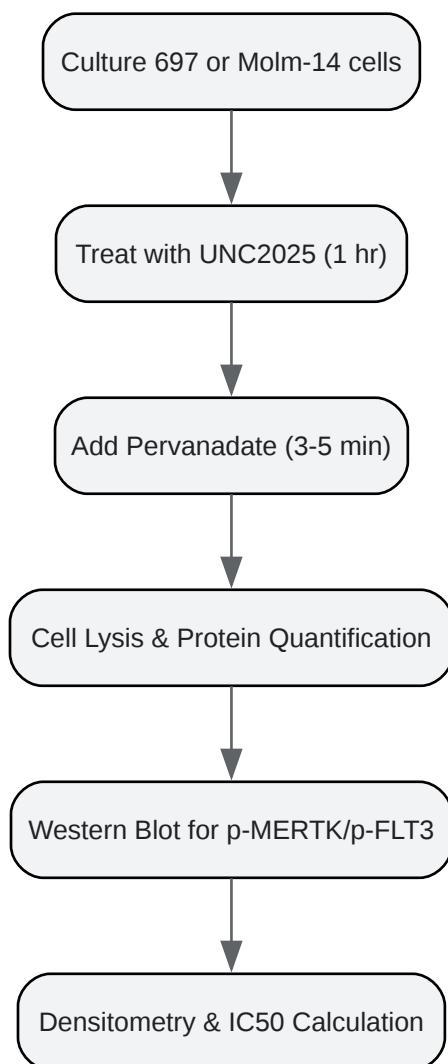 Culture 697 or Molm-14 cells
Treat with UNC2025 (1 hr)
Add Pervanadate (3-5 min)
Cell Lysis & Protein Quantification
Western Blot for p-MERTK/p-FLT3
Densitometry & IC50 Calculation